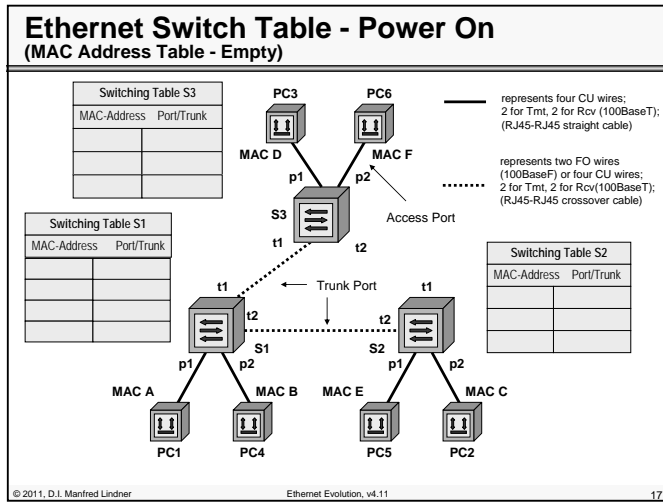 Ethernet Switch Table - Power On
(MAC Address Table - Empty)
Switching Table S3
MAC-Address Port/Trunk
PC3
PC6
MAC D
MAC F
p1
p2
S3
t1
t2
Access Port
represents four CU wires;
2 for Tmt, 2 for Rcv (100BaseT);
(RJ45-RJ45 straight cable)
represents two FO wires
(100BaseF) or four CU wires;
2 for Tmt, 2 for Rcv(100BaseT);
(RJ45-RJ45 crossover cable)
Switching Table S1
MAC-Address Port/Trunk
Switching Table S2
MAC-Address Port/Trunk
Trunk Port
t1
t2
S1
p1
p2
t1
t2
S2
p1
p2
MAC A
MAC B
MAC E
MAC C
PC1
PC4
PC5
PC2
© 2011, D.I. Manfred Lindner
Ethernet Evolution, v4.11
17